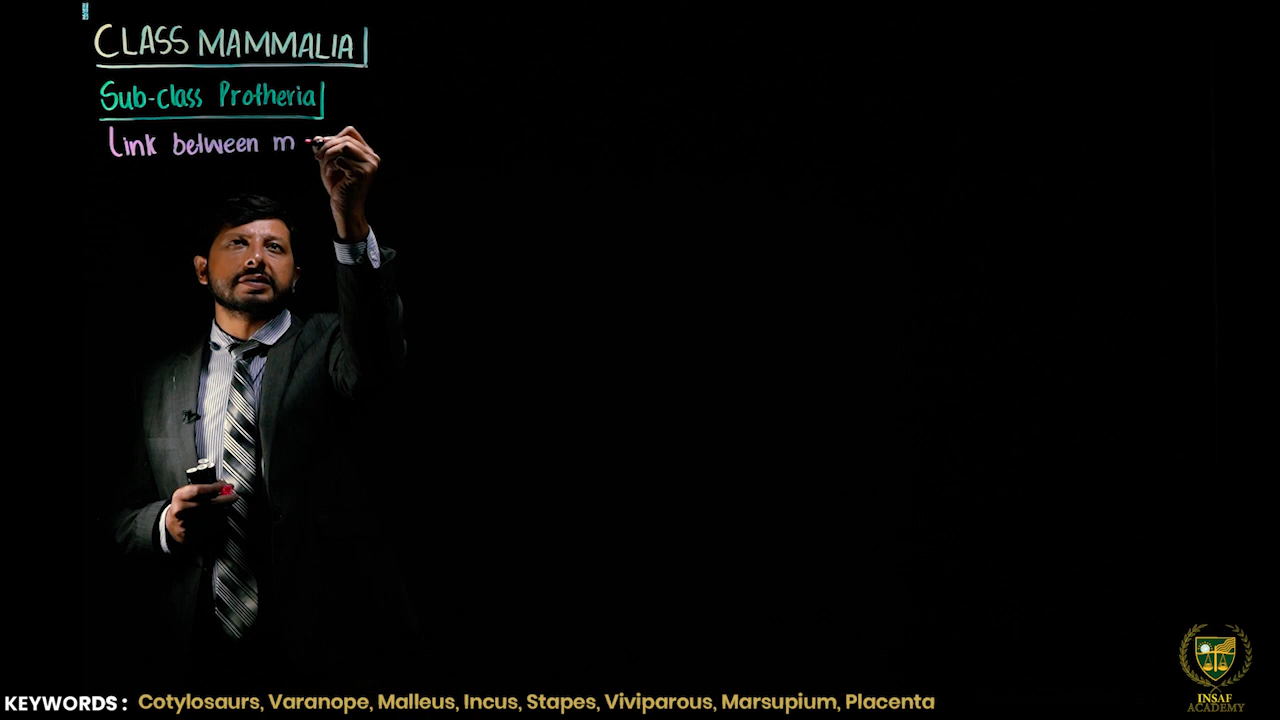 CLASS MAMMALIA
Sub-class Protheria
Link between m
KEYWORDS : Cotylosaurs, Varanope, Malleus, Incus, Stapes, Viviparous, Marsupium, Placenta
INSAF
ACADEMY